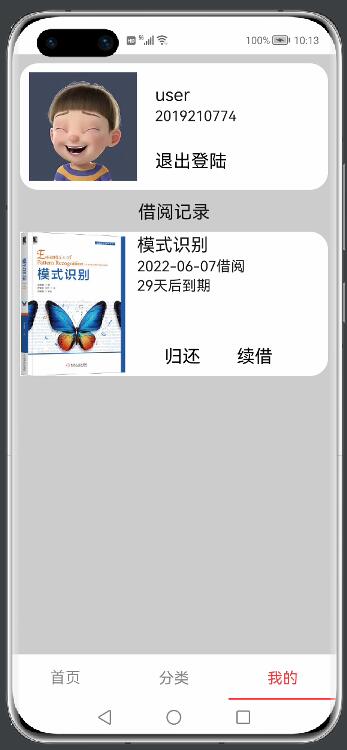 100% 10:13
user
2019210774
退出登陆
借阅记录
Essentials of
Pattern Recognition
模式识别
模式识别
2022-06-07借阅
29天后到期
归还 续借
首页 分类 我的